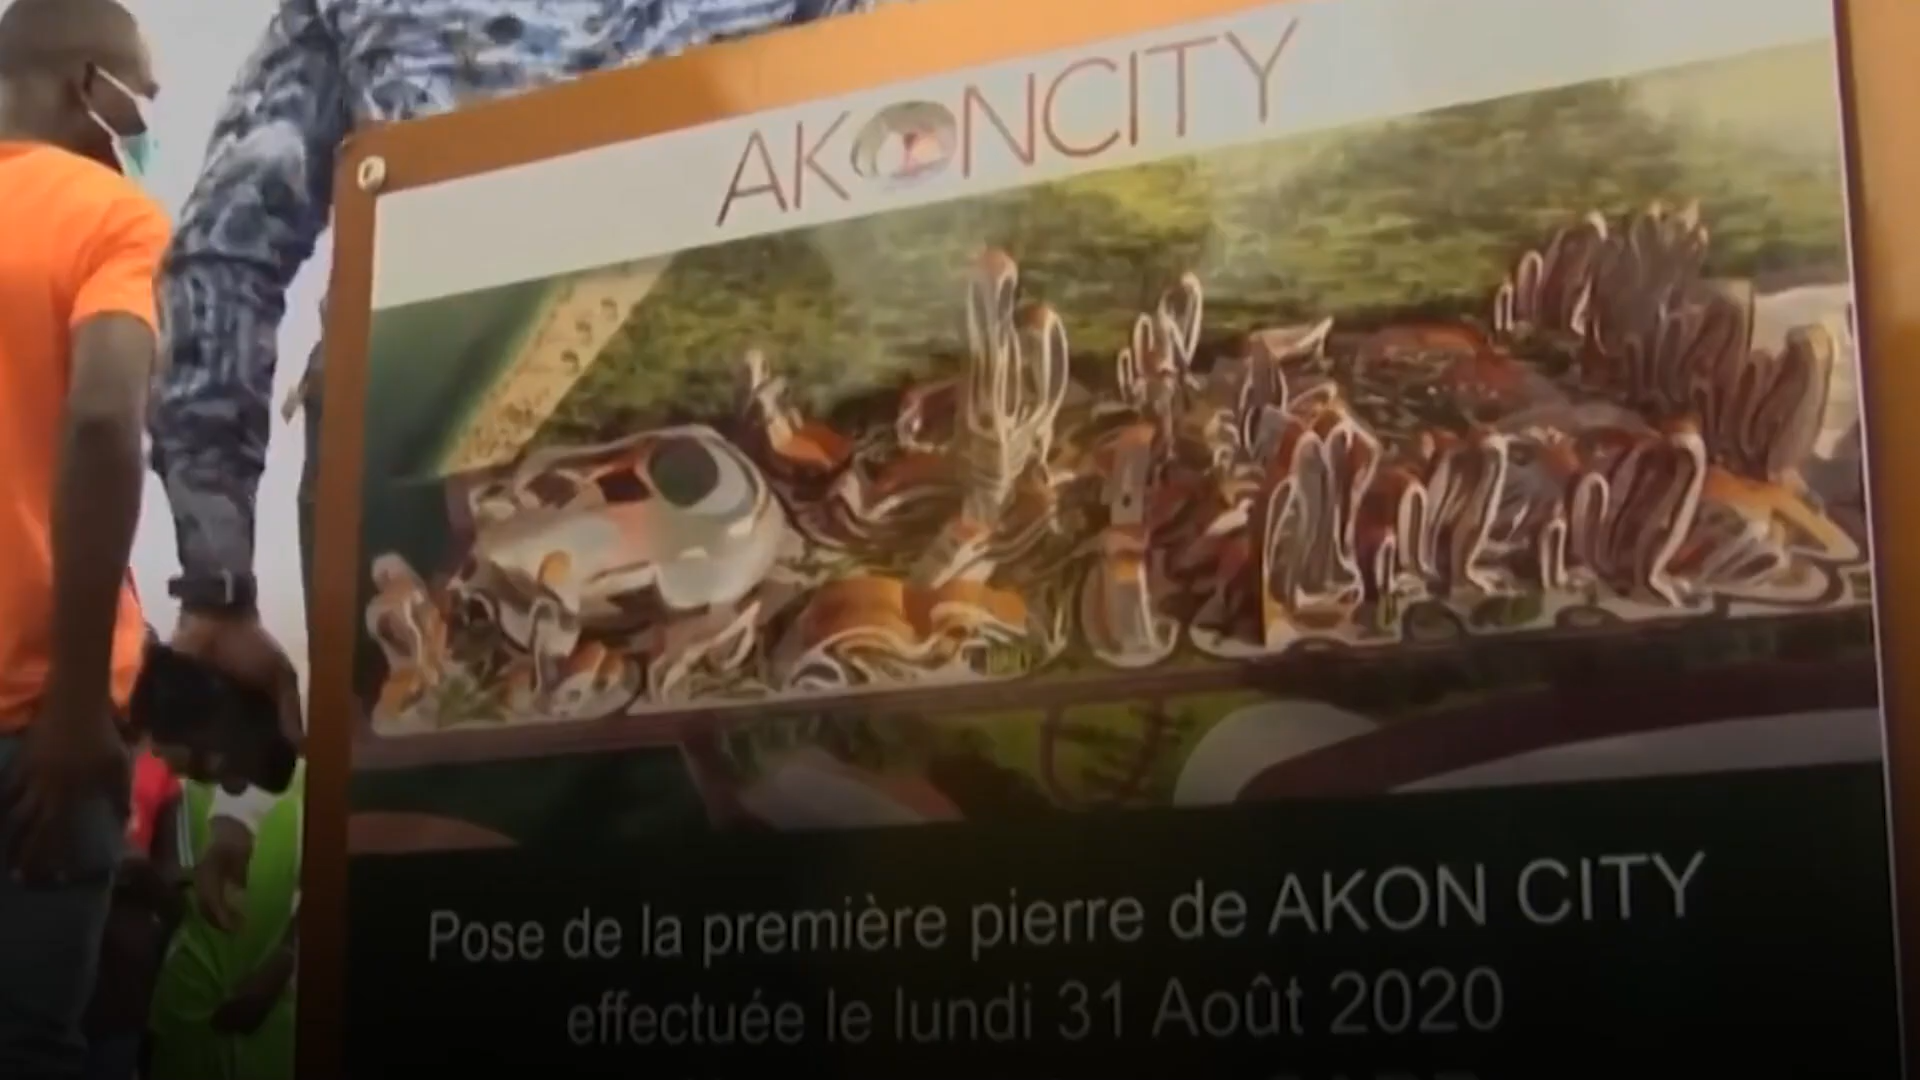 AKONCITY
Pose de la première pierre de AKON CITY
effectuée le lundi 31 Août 2020